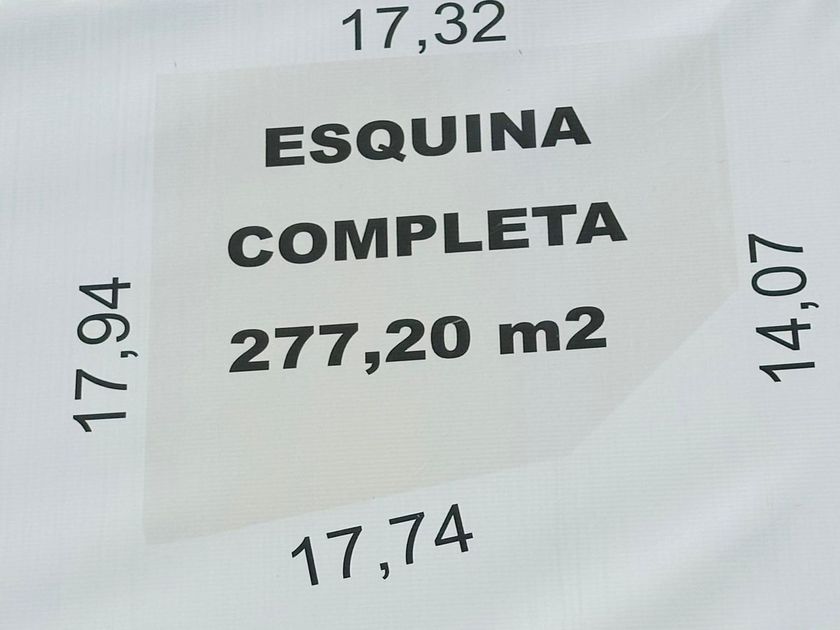 17,32
ESQUINA
COMPLETA
277,20 m2
17,94
14,07
17,74